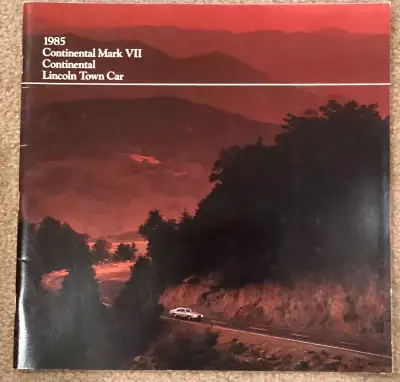 1985
Continental Mark VII
Continental
Lincoln Town Car